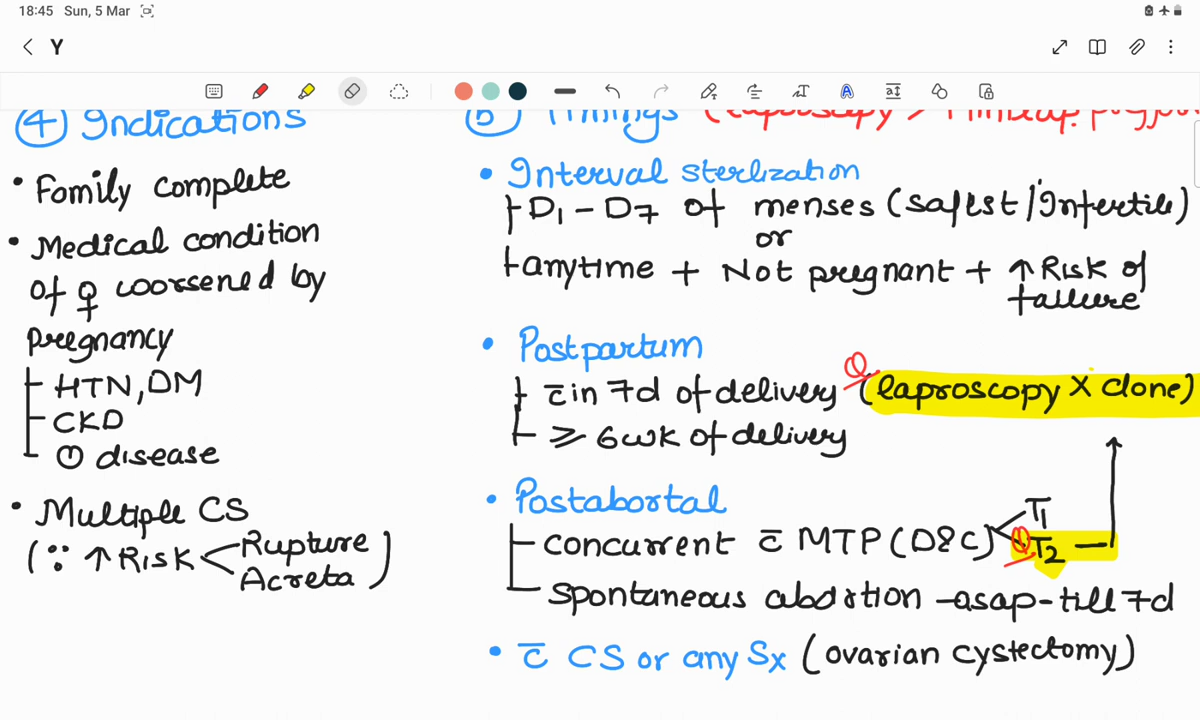 18:45 Sun, 5 Mar
Y
④ Indications
• Family complete
• Medical condition
of ♀ woorsened by
pregnancy
HTN, DM
CKD
disease
• Multiple CS
(∵ ↑ Risk < Rupture
Acreta)
⑤ Timings (laproscopy > Minilap.
• Interval sterlization
D1 - D7 of menses (safest/Infertile)
or
anytime + Not pregnant + ↑ Risk of
failure
• Postpartum
c̄in 7d of delivery Q (laproscopy X done)
≥ 6wk of delivery
• Postabortal
T1
concurrent c̄ MTP (D&C) < Q T2
spontaneous abortion - asap - till 7d
• c̄ CS or any Sx (ovarian cystectomy)